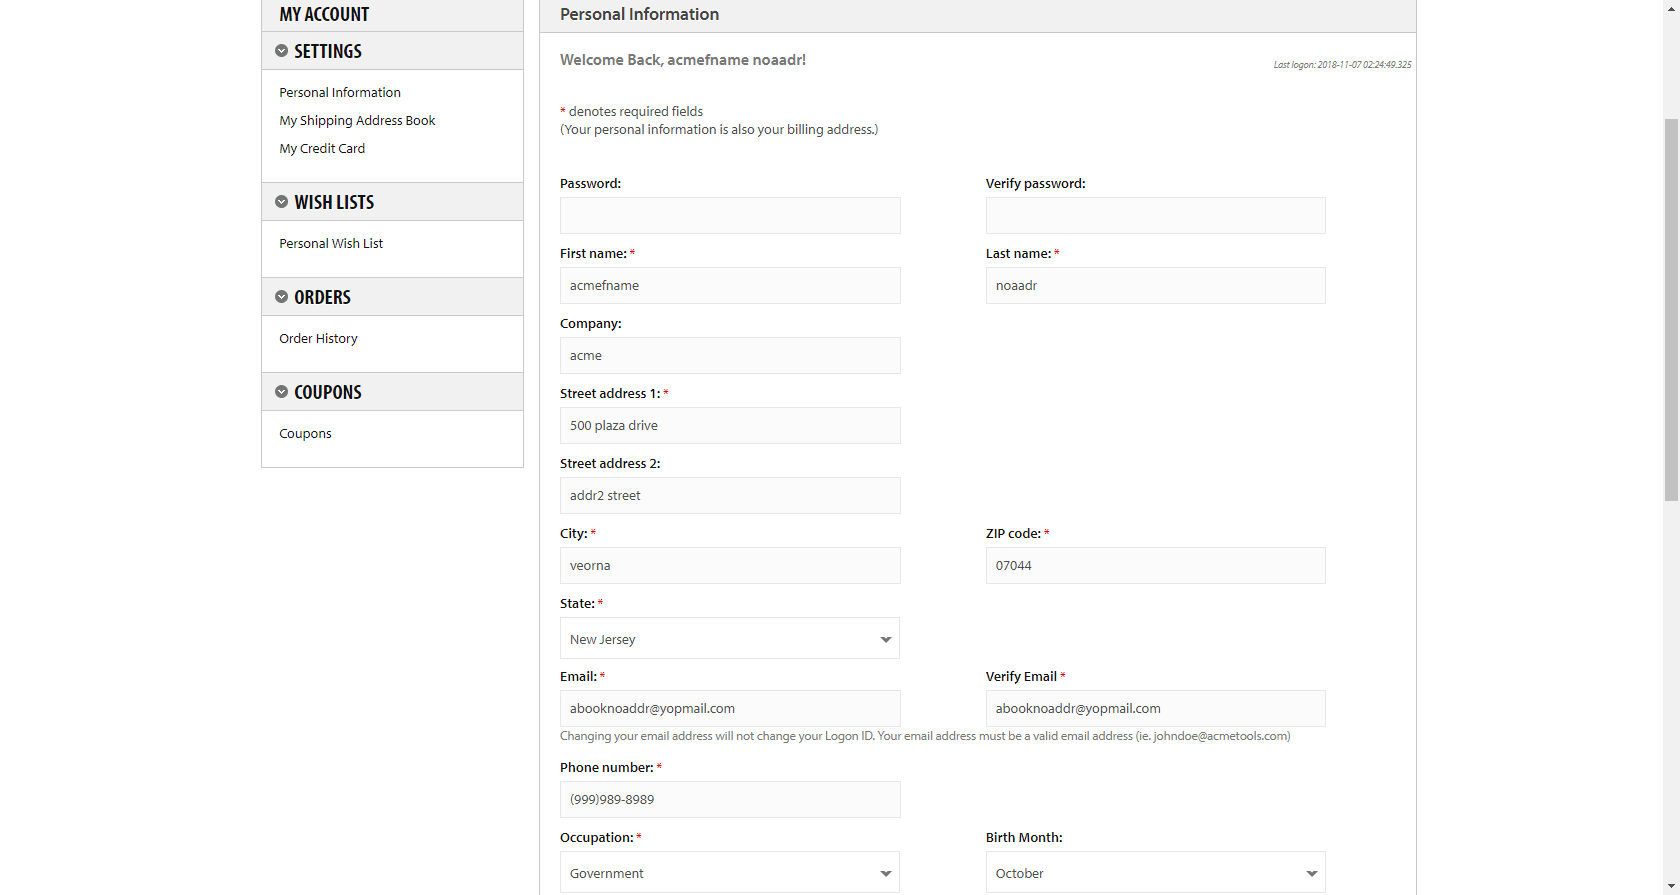 MY ACCOUNT
SETTINGS
Personal Information
My Shipping Address Book
My Credit Card
WISH LISTS
Personal Wish List
ORDERS
Order History
COUPONS
Coupons
Personal Information
Welcome Back, acmefname noaadr!
Last logon: 2018-11-07 02:24:49.325
* denotes required fields
(Your personal information is also your billing address.)
Password:
Verify password:
First name: *
Last name: *
acmefname
noaadr
Company:
acme
Street address 1: *
500 plaza drive
Street address 2:
addr2 street
City: *
ZIP code: *
veorna
07044
State: *
New Jersey
Email: *
Verify Email *
abooknoaddr@yopmail.com
abooknoaddr@yopmail.com
Changing your email address will not change your Logon ID. Your email address must be a valid email address (ie. johndoe@acmetools.com)
Phone number: *
(999)989-8989
Occupation: *
Birth Month:
Government
October